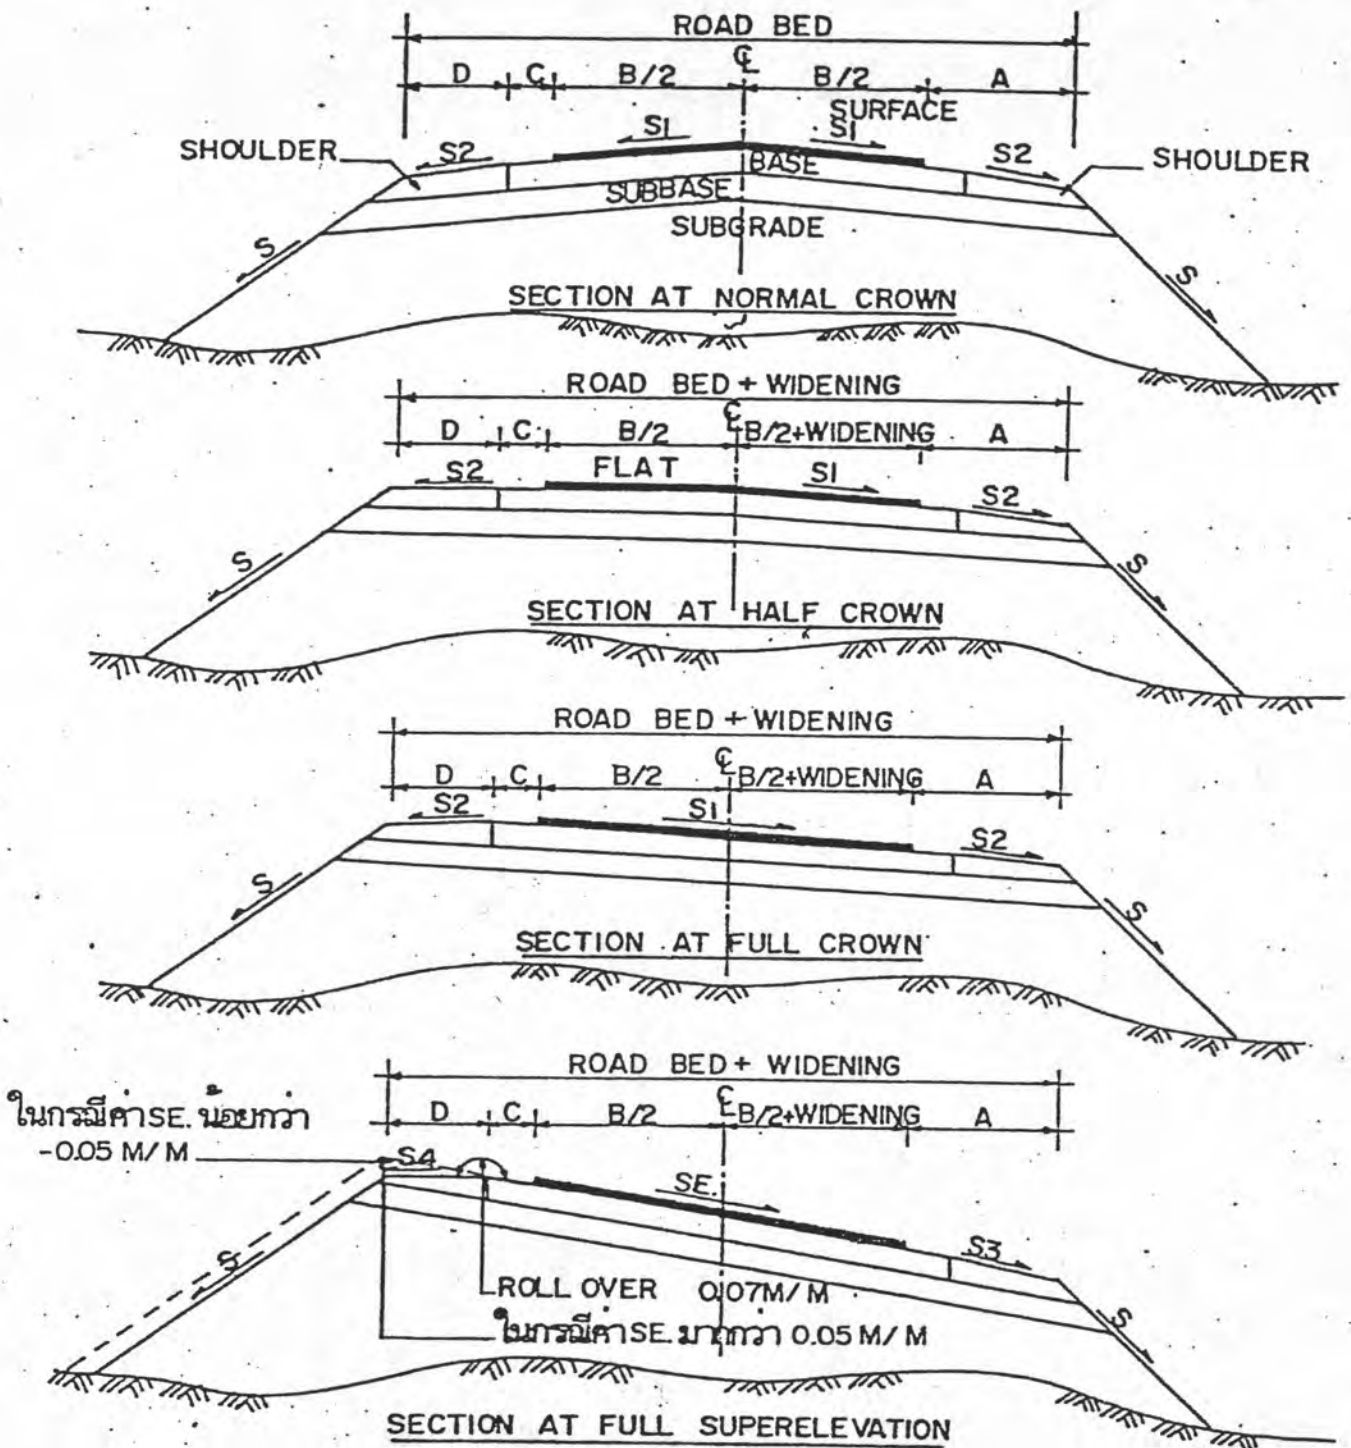 ROAD BED
D C B/2 ℄ B/2 A
SURFACE
SHOULDER S2 S1 S1 S2 SHOULDER
BASE
SUBBASE
SUBGRADE
S S
SECTION AT NORMAL CROWN
ROAD BED + WIDENING
D C B/2 ℄ B/2+WIDENING A
S2 FLAT S1 S2
S S
SECTION AT HALF CROWN
ROAD BED + WIDENING
D C B/2 ℄ B/2+WIDENING A
S2 S1 S2
S S
SECTION AT FULL CROWN
ROAD BED + WIDENING
ในกรณีค่า SE. น้อยกว่า
-0.05 M/M
D C B/2 ℄ B/2+WIDENING A
S4 SE. S3
S S
ROLL OVER 0.07M/M
ในกรณีค่า SE. มากกว่า 0.05 M/M
SECTION AT FULL SUPERELEVATION